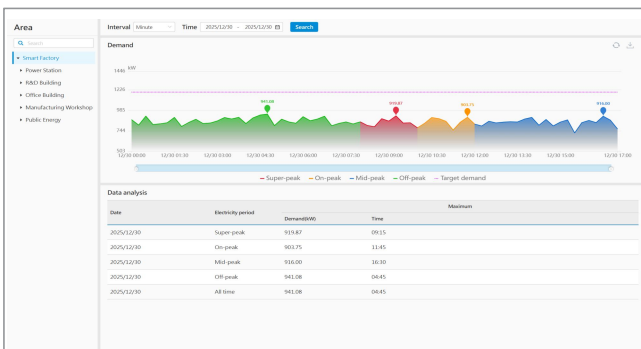 Area
Search
Smart Factory
Power Station
R&D Building
Office Building
Manufacturing Workshop
Public Energy
Interval Minute Time 2025/12/30 - 2025/12/30 Search
Demand
1446 kW
1226
985
744
503
941.08 919.87 903.75 916.00
12/30 00:00 12/30 01:30 12/30 03:00 12/30 04:30 12/30 06:00 12/30 07:30 12/30 09:00 12/30 10:30 12/30 12:00 12/30 13:30 12/30 15:00 12/30 17:00
Super-peak On-peak Mid-peak Off-peak Target demand
Data analysis
Date Electricity period Maximum
Demand(kW) Time
2025/12/30 Super-peak 919.87 09:15
2025/12/30 On-peak 903.75 11:45
2025/12/30 Mid-peak 916.00 16:30
2025/12/30 Off-peak 941.08 04:45
2025/12/30 All time 941.08 04:45